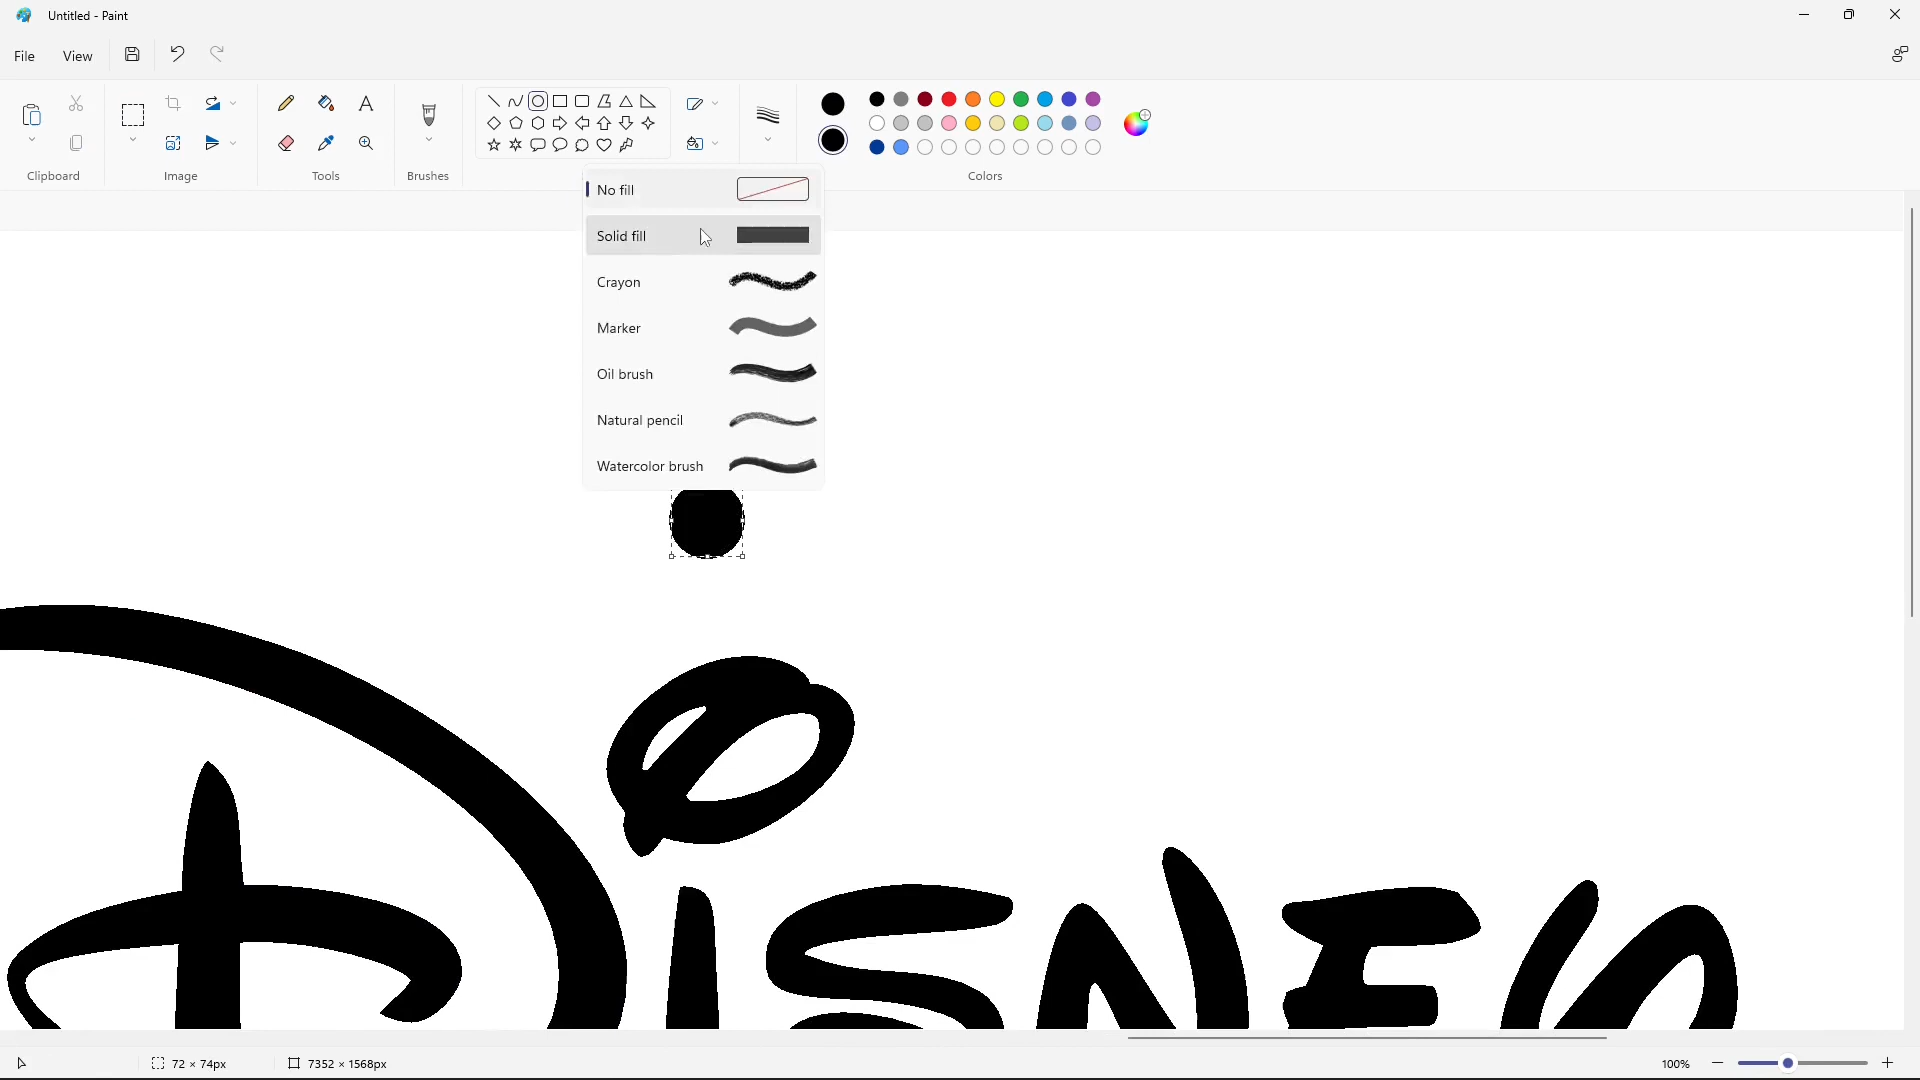 Untitled - Paint
File View
Clipboard Image Tools Brushes Colors
No fill
Solid fill
Crayon
Marker
Oil brush
Natural pencil
Watercolor brush
DISNEY
72 × 74px 7352 × 1568px 100%